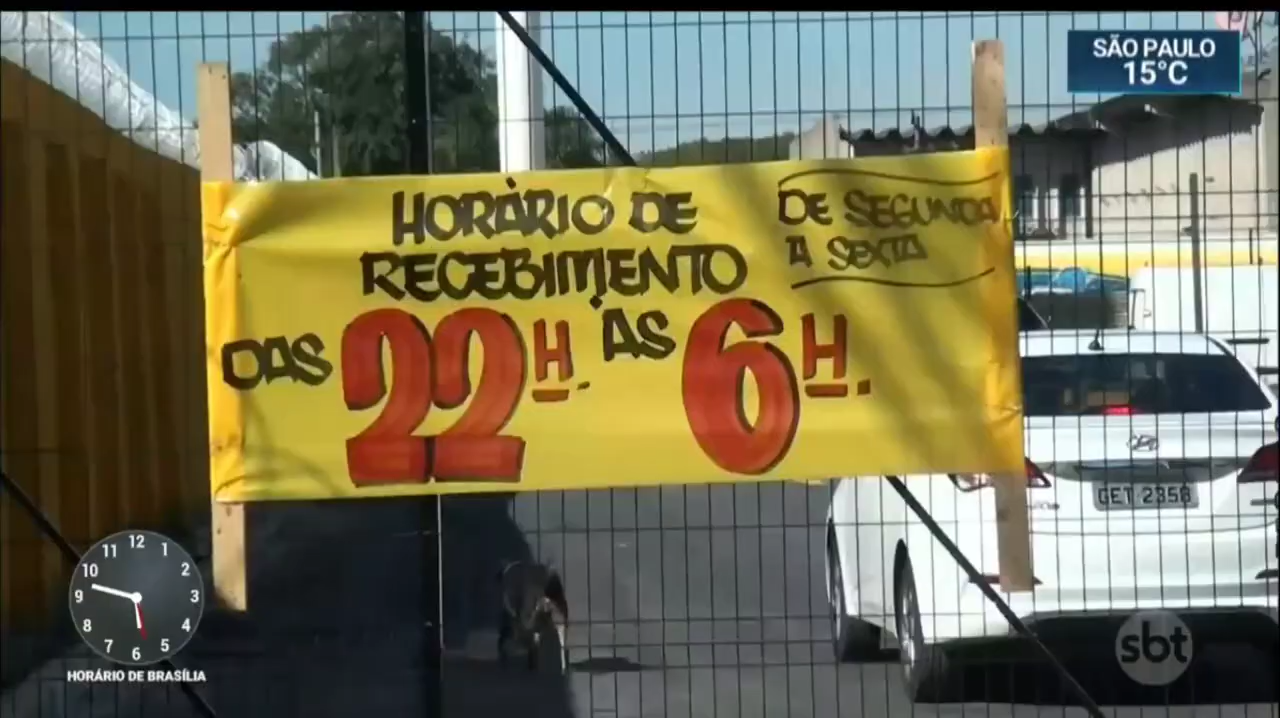 SÃO PAULO
15°C
HORÁRIO DE
RECEBIMENTO
DE SEGUNDA
A SEXTA
DAS 22H. AS 6H.
GET 2358
12
11 1
10 2
9 3
8 4
7 5
6
HORÁRIO DE BRASÍLIA
sbt